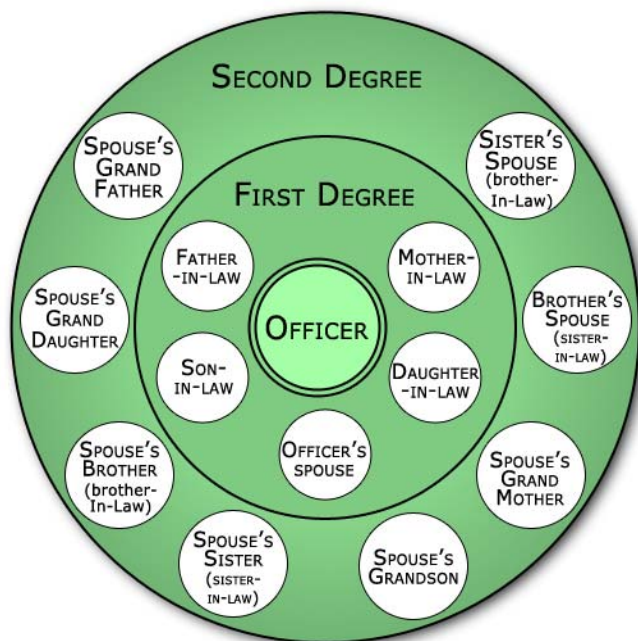 SECOND DEGREE
SPOUSE'S
GRAND
FATHER
SISTER'S
SPOUSE
(brother-
In-Law)
FIRST DEGREE
FATHER
-IN-LAW
MOTHER-
IN-LAW
OFFICER
SPOUSE'S
GRAND
DAUGHTER
BROTHER'S
SPOUSE
(SISTER-
IN-LAW)
SON-
IN-LAW
DAUGHTER
-IN-LAW
OFFICER'S
SPOUSE
SPOUSE'S
BROTHER
(brother-
In-Law)
SPOUSE'S
GRAND
MOTHER
SPOUSE'S
SISTER
(SISTER-
IN-LAW)
SPOUSE'S
GRANDSON